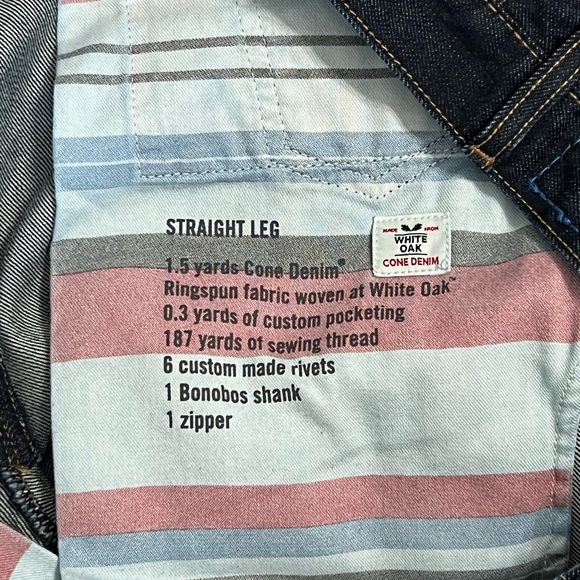 STRAIGHT LEG
MADE FROM
WHITE
OAK
CONE DENIM
1.5 yards Cone Denim®
Ringspun fabric woven at White Oak™
0.3 yards of custom pocketing
187 yards of sewing thread
6 custom made rivets
1 Bonobos shank
1 zipper